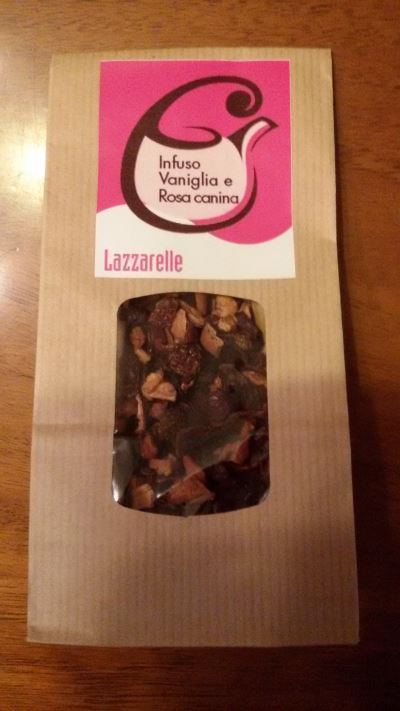 Infuso
Vaniglia e
Rosa canina
Lazzarelle